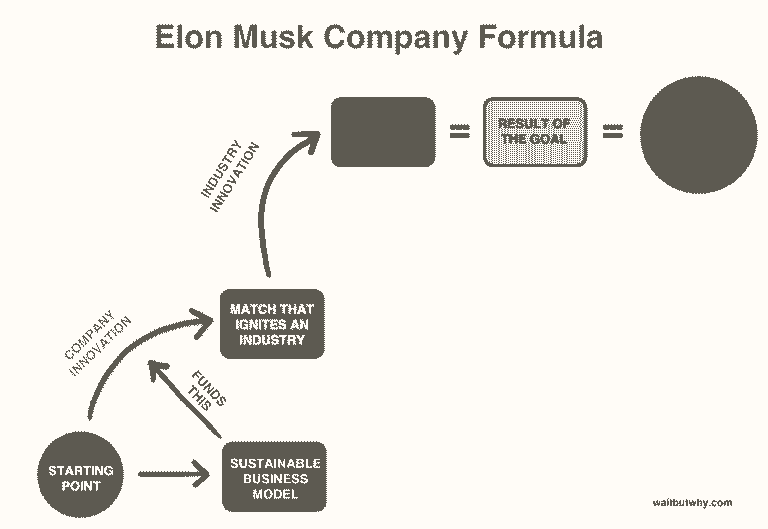 Elon Musk Company Formula
RESULT OF
THE GOAL
INDUSTRY
INNOVATION
MATCH THAT
IGNITES AN
INDUSTRY
COMPANY
INNOVATION
FUNDS
THIS
STARTING
POINT
SUSTAINABLE
BUSINESS
MODEL
waitbutwhy.com